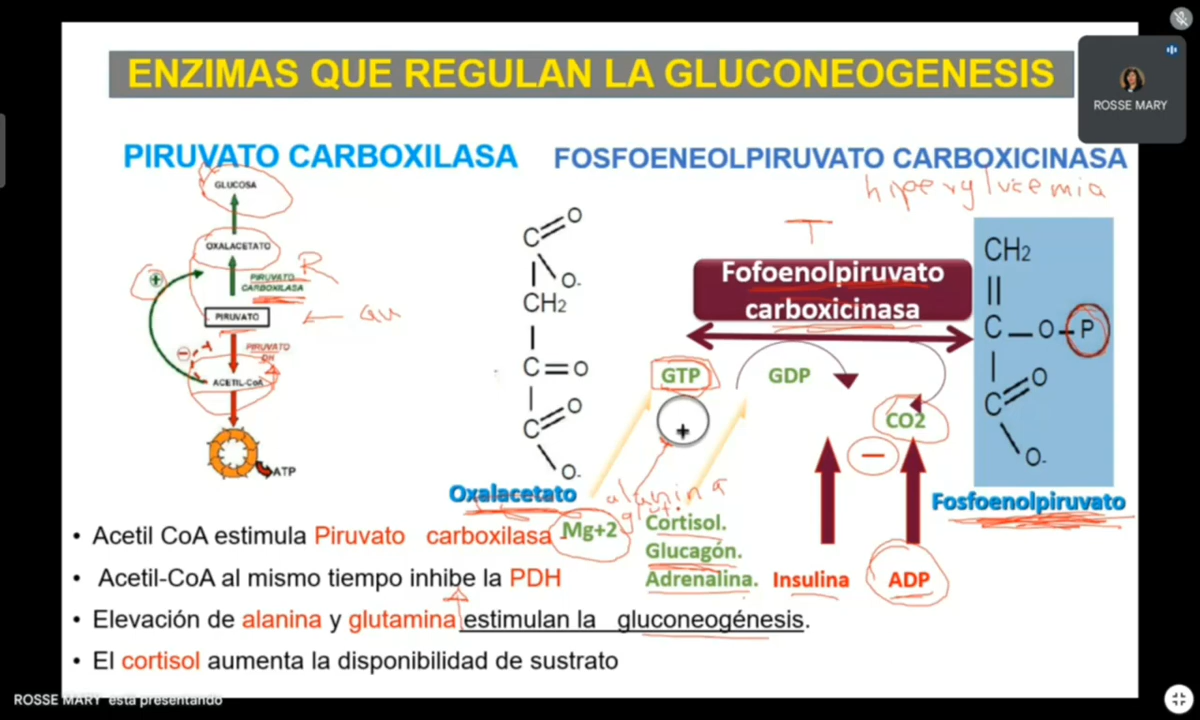 ENZIMAS QUE REGULAN LA GLUCONEOGENESIS
ROSSE MARY
PIRUVATO CARBOXILASA
FOSFOENEOLPIRUVATO CARBOXICINASA
hiperglucemia
GLUCOSA
OXALACETATO
PIRUVATO
CARBOXILASA
R
PIRUVATO
+
-
PIRUVATO
DH
ACETIL-CoA
ATP
C=O
O-
CH2
C=O
C=O
O-
Oxalacetato
T
Fofoenolpiruvato
carboxicinasa
GTP
GDP
CO2
+
-
CH2
C-O-P
C=O
O-
Fosfoenolpiruvato
alanina
glut.
Mg+2
Cortisol.
Glucagón.
Adrenalina.
Insulina
ADP
• Acetil CoA estimula Piruvato carboxilasa
• Acetil-CoA al mismo tiempo inhibe la PDH
• Elevación de alanina y glutamina estimulan la gluconeogénesis.
• El cortisol aumenta la disponibilidad de sustrato
ROSSE MARY está presentando